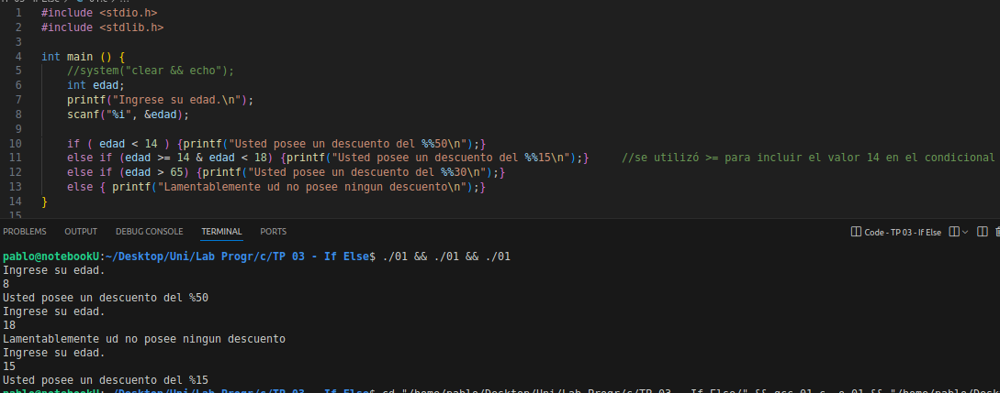 1 #include <stdio.h>
2 #include <stdlib.h>
3
4 int main () {
5 //system("clear && echo");
6 int edad;
7 printf("Ingrese su edad.\n");
8 scanf("%i", &edad);
9
10 if ( edad < 14 ) {printf("Usted posee un descuento del %%50\n");}
11 else if (edad >= 14 & edad < 18) {printf("Usted posee un descuento del %%15\n");} //se utilizó >= para incluir el valor 14 en el condicional
12 else if (edad > 65) {printf("Usted posee un descuento del %%30\n");}
13 else { printf("Lamentablemente ud no posee ningun descuento\n");}
14 }
15
PROBLEMS OUTPUT DEBUG CONSOLE TERMINAL PORTS Code - TP 03 - If Else
pablo@notebookU:~/Desktop/Uni/Lab Progr/c/TP 03 - If Else$ ./01 && ./01 && ./01
Ingrese su edad.
8
Usted posee un descuento del %50
Ingrese su edad.
18
Lamentablemente ud no posee ningun descuento
Ingrese su edad.
15
Usted posee un descuento del %15
pablo@notebookU:~/Desktop/Uni/Lab Progr/c/TP 03 - If Else$ cd "/home/pablo/Desktop/Uni/Lab Progr/c/TP 03 - If Else/" && gcc 01.c -o 01 && "/home/pablo/Desk